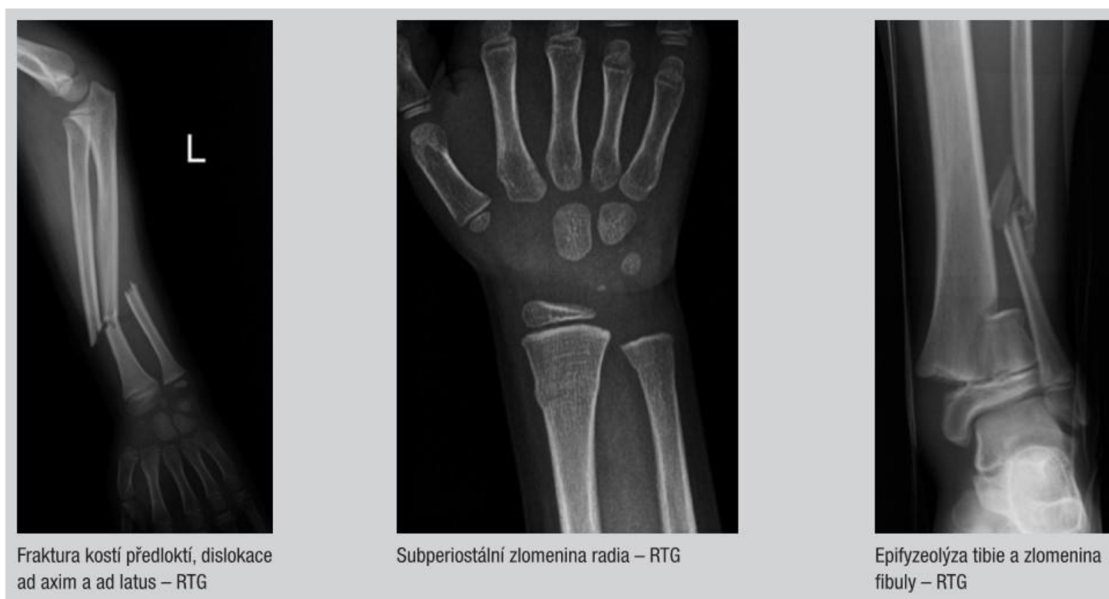 L
Fraktura kostí předloktí, dislokace
ad axim a ad latus – RTG
Subperiostální zlomenina radia – RTG
Epifyzeolýza tibie a zlomenina
fibuly – RTG